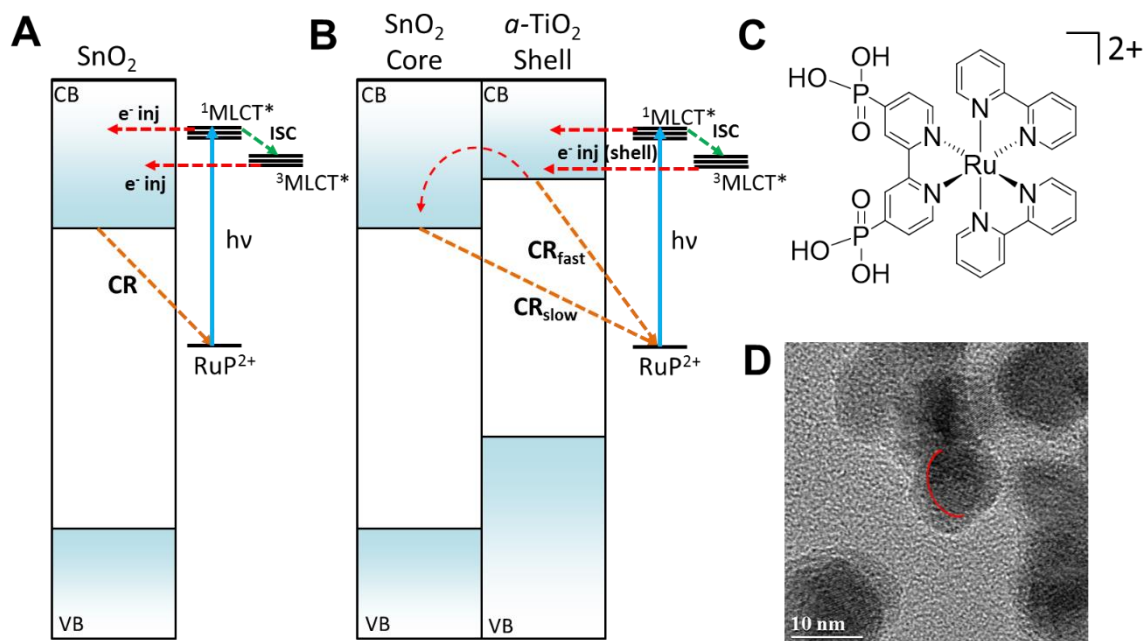 A
SnO2
CB
e- inj
1MLCT*
ISC
e- inj
3MLCT*
hν
CR
RuP2+
VB
B
SnO2
Core
α-TiO2
Shell
CB
CB
1MLCT*
ISC
e- inj (shell)
3MLCT*
CRfast
hν
CRslow
RuP2+
VB
C
2+
OH
HO
P
O
N
N
N
Ru
N
N
N
O
HO
P
OH
D
10 nm